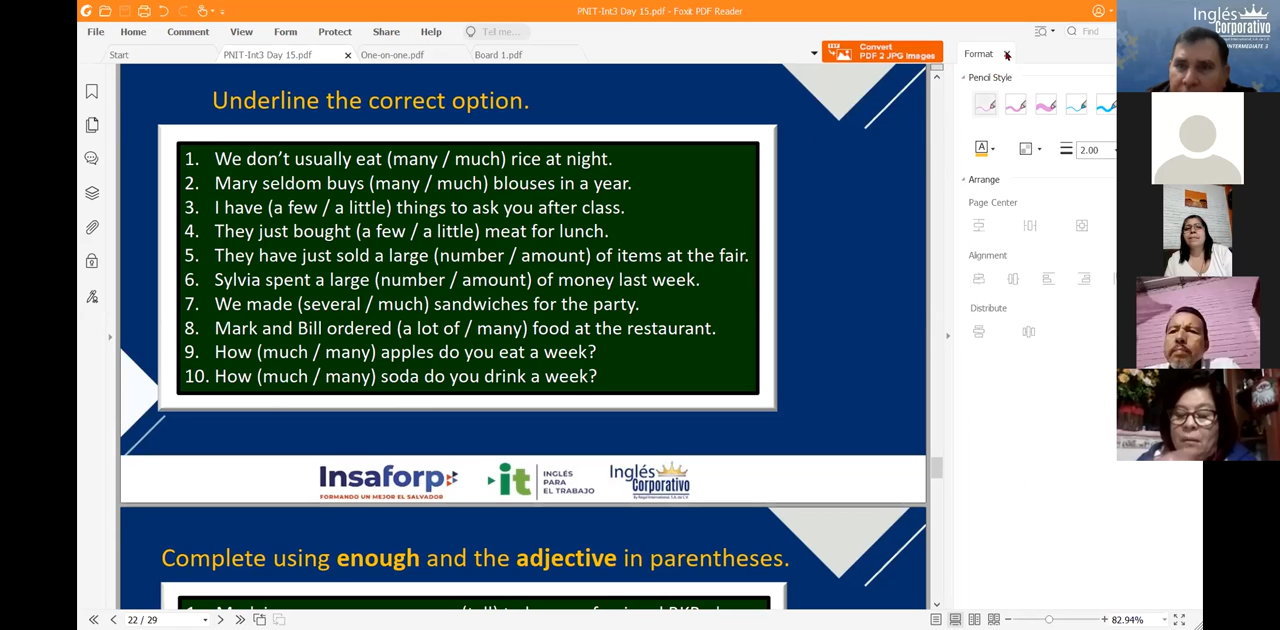 PNIT-Int3 Day 15.pdf - Foxit PDF Reader
File Home Comment View Form Protect Share Help Tell me... Find
Start PNIT-Int3 Day 15.pdf One-on-one.pdf Board 1.pdf
Convert
PDF 2 JPG Images
Underline the correct option.
1. We don’t usually eat (many / much) rice at night.
2. Mary seldom buys (many / much) blouses in a year.
3. I have (a few / a little) things to ask you after class.
4. They just bought (a few / a little) meat for lunch.
5. They have just sold a large (number / amount) of items at the fair.
6. Sylvia spent a large (number / amount) of money last week.
7. We made (several / much) sandwiches for the party.
8. Mark and Bill ordered (a lot of / many) food at the restaurant.
9. How (much / many) apples do you eat a week?
10. How (much / many) soda do you drink a week?
Insaforp
FORMANDO UN MEJOR EL SALVADOR
it
INGLÉS
PARA
EL TRABAJO
Inglés
Corporativo
Complete using enough and the adjective in parentheses.
22 / 29
82.94%
Format
Pencil Style
A
2.00
Arrange
Page Center
Alignment
Distribute
Inglés
Corporativo
INTERMEDIATE 3